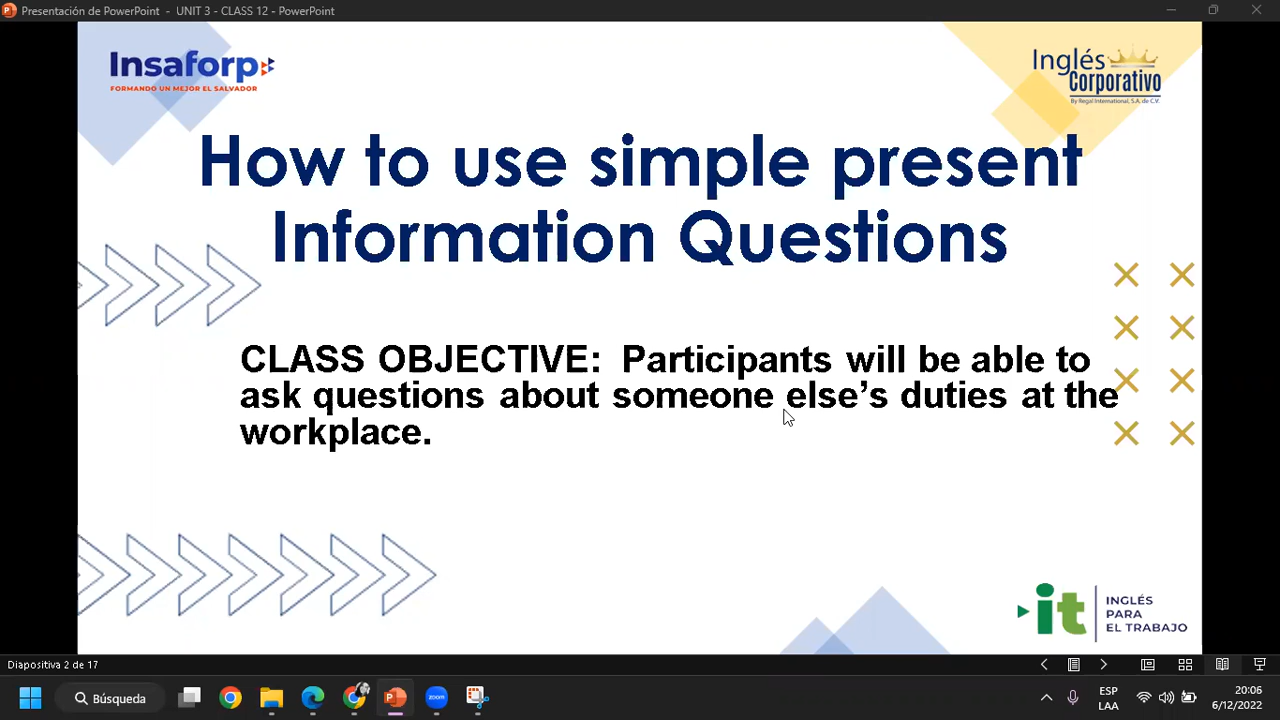 Presentación de PowerPoint - UNIT 3 - CLASS 12 - PowerPoint
Insaforp
FORMANDO UN MEJOR EL SALVADOR
Inglés
Corporativo
By Regal International, S.A. de C.V.
How to use simple present
Information Questions
CLASS OBJECTIVE: Participants will be able to
ask questions about someone else’s duties at the
workplace.
it
INGLÉS
PARA
EL TRABAJO
Diapositiva 2 de 17
Búsqueda
zoom
ESP
LAA
20:06
6/12/2022